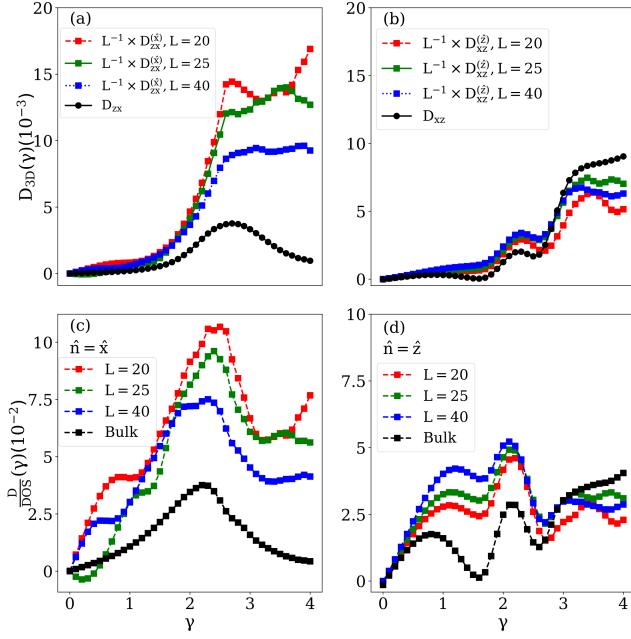 (a)
L⁻¹ × D_zx^(x̂), L = 20
L⁻¹ × D_zx^(x̂), L = 25
L⁻¹ × D_zx^(x̂), L = 40
D_zx
D_3D(γ)(10⁻³)
20
15
10
5
0
(b)
L⁻¹ × D_xz^(ẑ), L = 20
L⁻¹ × D_xz^(ẑ), L = 25
L⁻¹ × D_xz^(ẑ), L = 40
D_xz
20
15
10
5
0
(c)
n̂ = x̂
L = 20
L = 25
L = 40
Bulk
D/DOS (γ)(10⁻²)
10
7.5
5
2.5
0
0 1 2 3 4
γ
(d)
n̂ = ẑ
L = 20
L = 25
L = 40
Bulk
7.5
5
2.5
0
0 1 2 3 4
γ